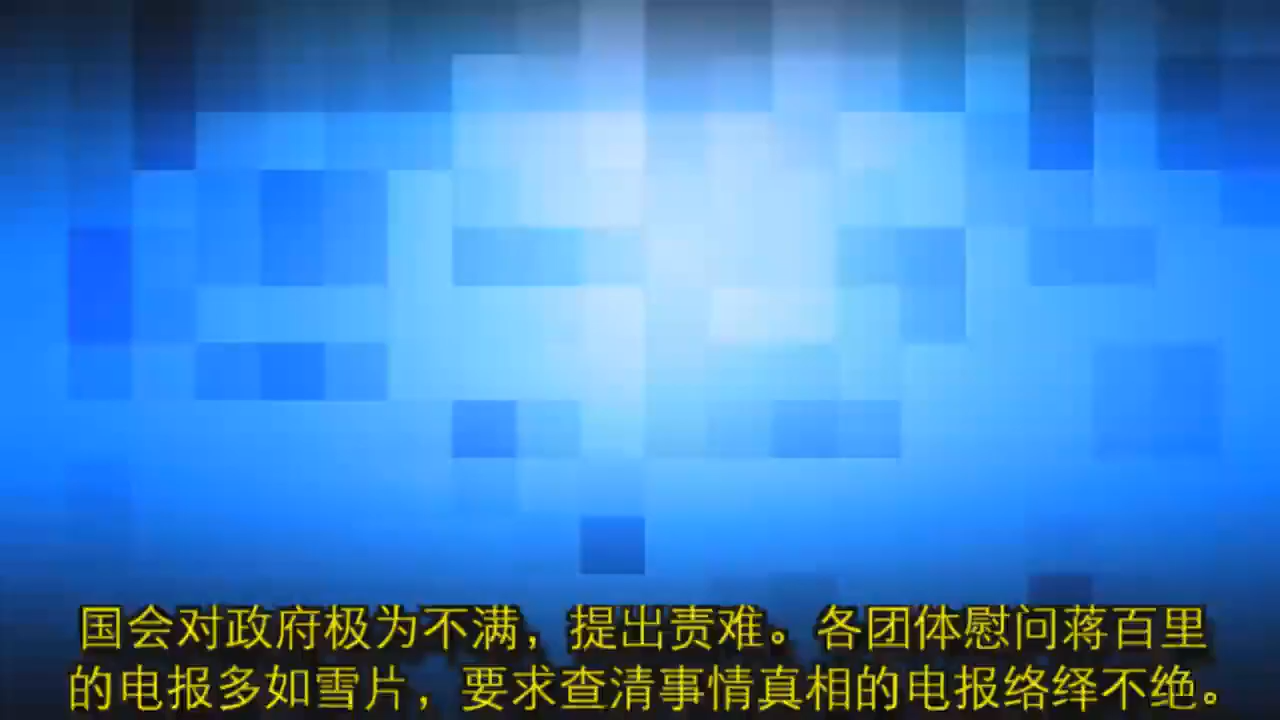 国会对政府极为不满，提出责难。各团体慰问蒋百里
的电报多如雪片，要求查清事情真相的电报络绎不绝。